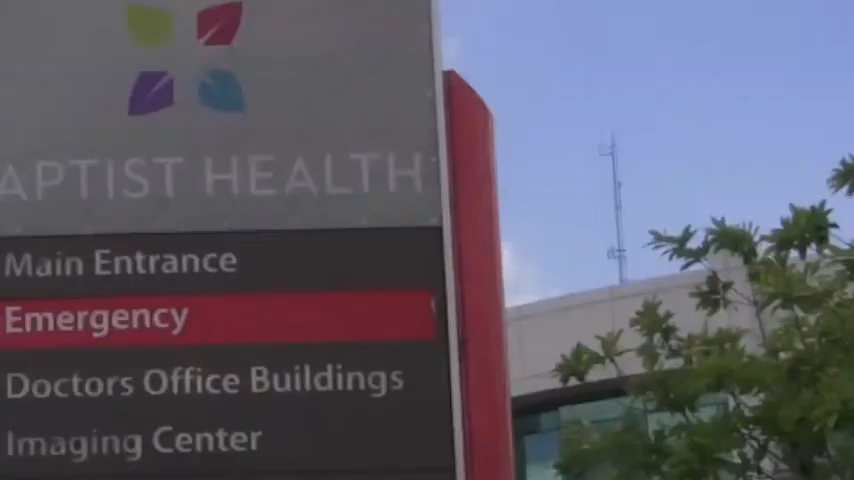 APTIST HEALTH
Main Entrance
Emergency
Doctors Office Buildings
Imaging Center